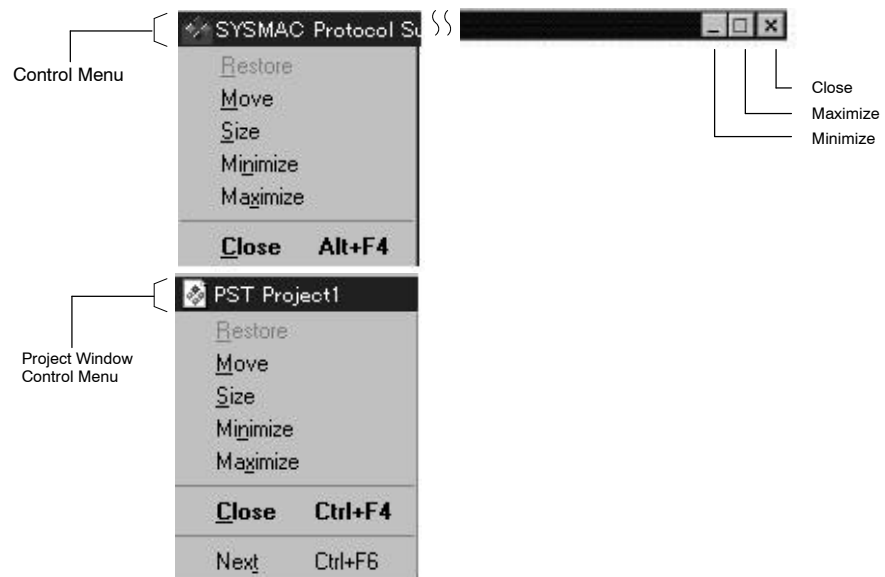 SYSMAC Protocol Su
Control Menu
Restore
Move
Size
Minimize
Maximize
Close Alt+F4
Close
Maximize
Minimize
PST Project1
Project Window
Control Menu
Restore
Move
Size
Minimize
Maximize
Close Ctrl+F4
Next Ctrl+F6